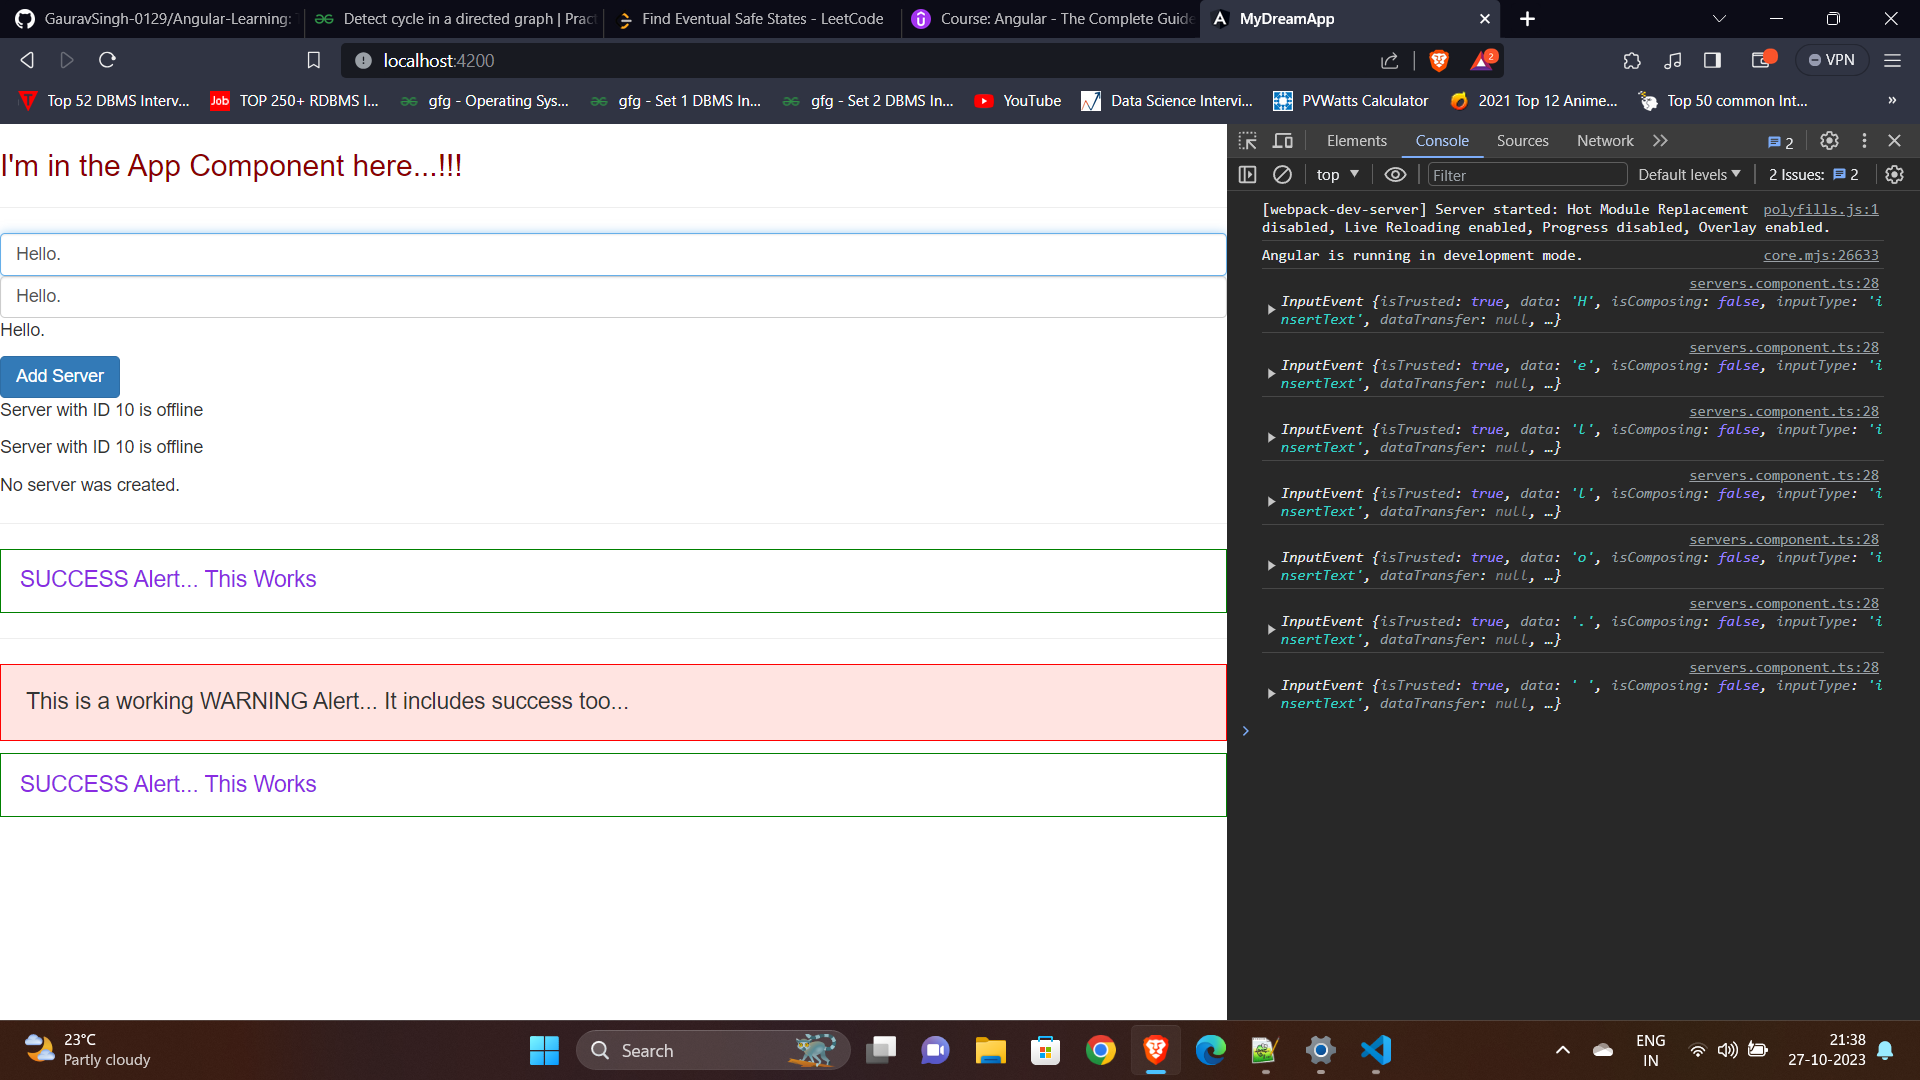 GauravSingh-0129/Angular-Learning:
Detect cycle in a directed graph | Pract
Find Eventual Safe States - LeetCode
Course: Angular - The Complete Guide
MyDreamApp
localhost:4200
2
VPN
Top 52 DBMS Interv...
Job TOP 250+ RDBMS I...
gfg - Operating Sys...
gfg - Set 1 DBMS In...
gfg - Set 2 DBMS In...
YouTube
Data Science Intervi...
PVWatts Calculator
2021 Top 12 Anime...
Top 50 common Int...
»
I'm in the App Component here...!!!
Hello.
Hello.
Hello.
Add Server
Server with ID 10 is offline
Server with ID 10 is offline
No server was created.
SUCCESS Alert... This Works
This is a working WARNING Alert... It includes success too...
SUCCESS Alert... This Works
Elements Console Sources Network 2
top Filter Default levels 2 Issues: 2
[webpack-dev-server] Server started: Hot Module Replacement polyfills.js:1
disabled, Live Reloading enabled, Progress disabled, Overlay enabled.
Angular is running in development mode. core.mjs:26633
servers.component.ts:28
InputEvent {isTrusted: true, data: 'H', isComposing: false, inputType: 'i
nsertText', dataTransfer: null, …}
servers.component.ts:28
InputEvent {isTrusted: true, data: 'e', isComposing: false, inputType: 'i
nsertText', dataTransfer: null, …}
servers.component.ts:28
InputEvent {isTrusted: true, data: 'l', isComposing: false, inputType: 'i
nsertText', dataTransfer: null, …}
servers.component.ts:28
InputEvent {isTrusted: true, data: 'l', isComposing: false, inputType: 'i
nsertText', dataTransfer: null, …}
servers.component.ts:28
InputEvent {isTrusted: true, data: 'o', isComposing: false, inputType: 'i
nsertText', dataTransfer: null, …}
servers.component.ts:28
InputEvent {isTrusted: true, data: '.', isComposing: false, inputType: 'i
nsertText', dataTransfer: null, …}
servers.component.ts:28
InputEvent {isTrusted: true, data: ' ', isComposing: false, inputType: 'i
nsertText', dataTransfer: null, …}
23°C
Partly cloudy
Search
ENG
IN
21:38
27-10-2023